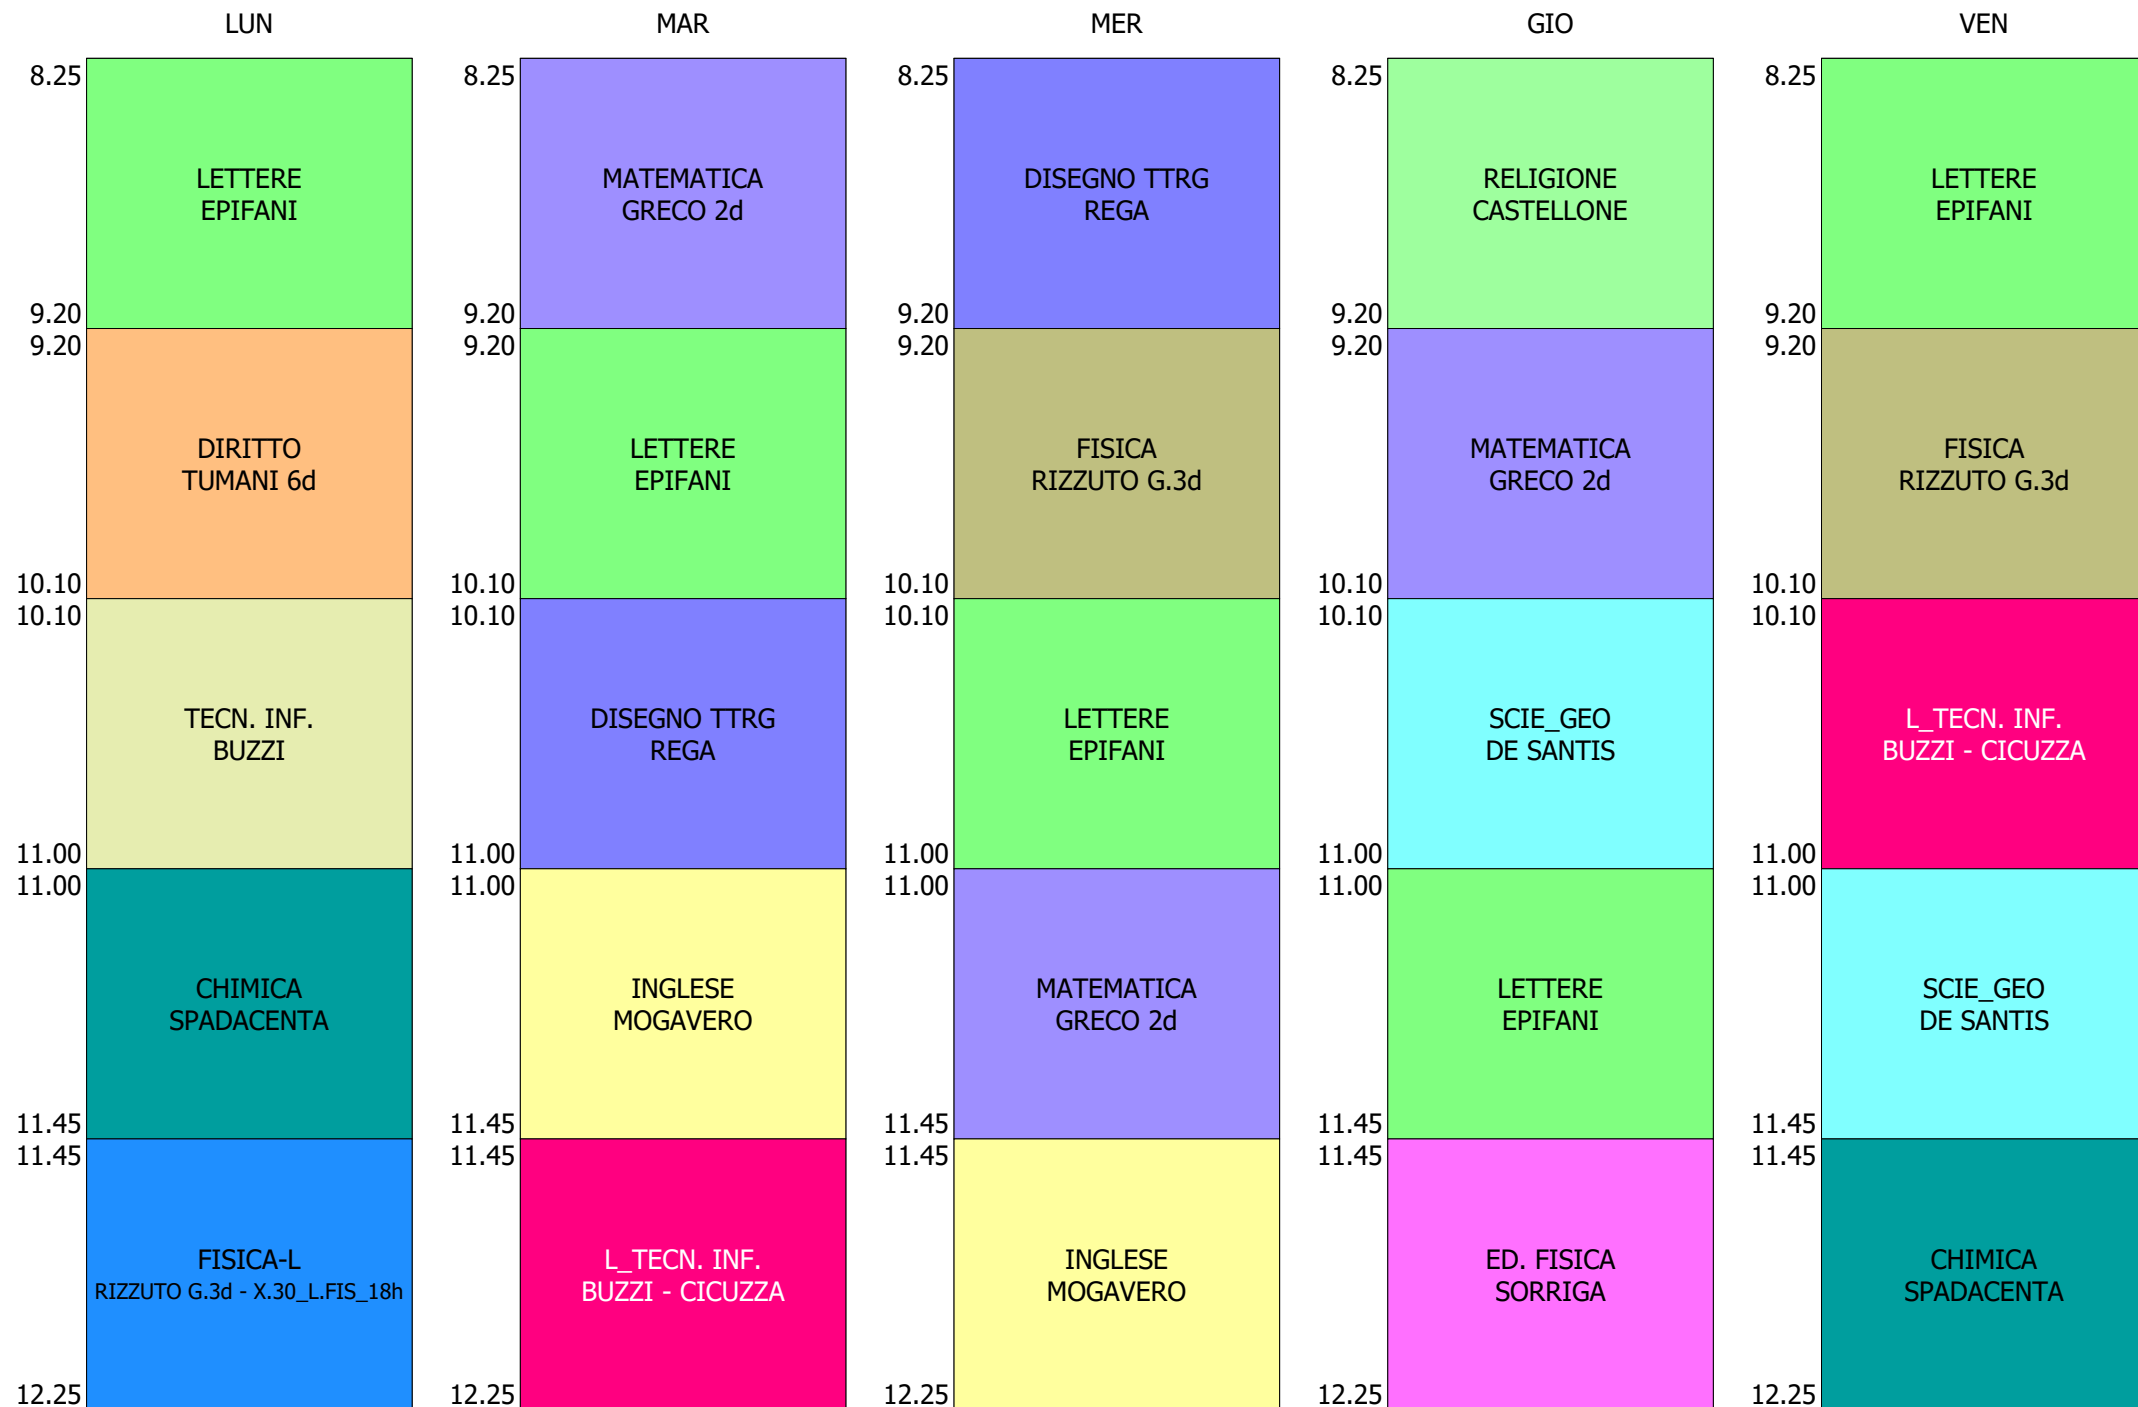 LUN MAR MER GIO VEN
8.25 8.25 8.25 8.25 8.25
LETTERE MATEMATICA DISEGNO TTRG RELIGIONE LETTERE
EPIFANI GRECO 2d REGA CASTELLONE EPIFANI
9.20 9.20 9.20 9.20 9.20
9.20 9.20 9.20 9.20 9.20
DIRITTO LETTERE FISICA MATEMATICA FISICA
TUMANI 6d EPIFANI RIZZUTO G.3d GRECO 2d RIZZUTO G.3d
10.10 10.10 10.10 10.10 10.10
10.10 10.10 10.10 10.10 10.10
TECN. INF. DISEGNO TTRG LETTERE SCIE_GEO L_TECN. INF.
BUZZI REGA EPIFANI DE SANTIS BUZZI - CICUZZA
11.00 11.00 11.00 11.00 11.00
11.00 11.00 11.00 11.00 11.00
CHIMICA INGLESE MATEMATICA LETTERE SCIE_GEO
SPADACENTA MOGAVERO GRECO 2d EPIFANI DE SANTIS
11.45 11.45 11.45 11.45 11.45
11.45 11.45 11.45 11.45 11.45
FISICA-L L_TECN. INF. INGLESE ED. FISICA CHIMICA
RIZZUTO G.3d - X.30_L.FIS_18h BUZZI - CICUZZA MOGAVERO SORRIGA SPADACENTA
12.25 12.25 12.25 12.25 12.25